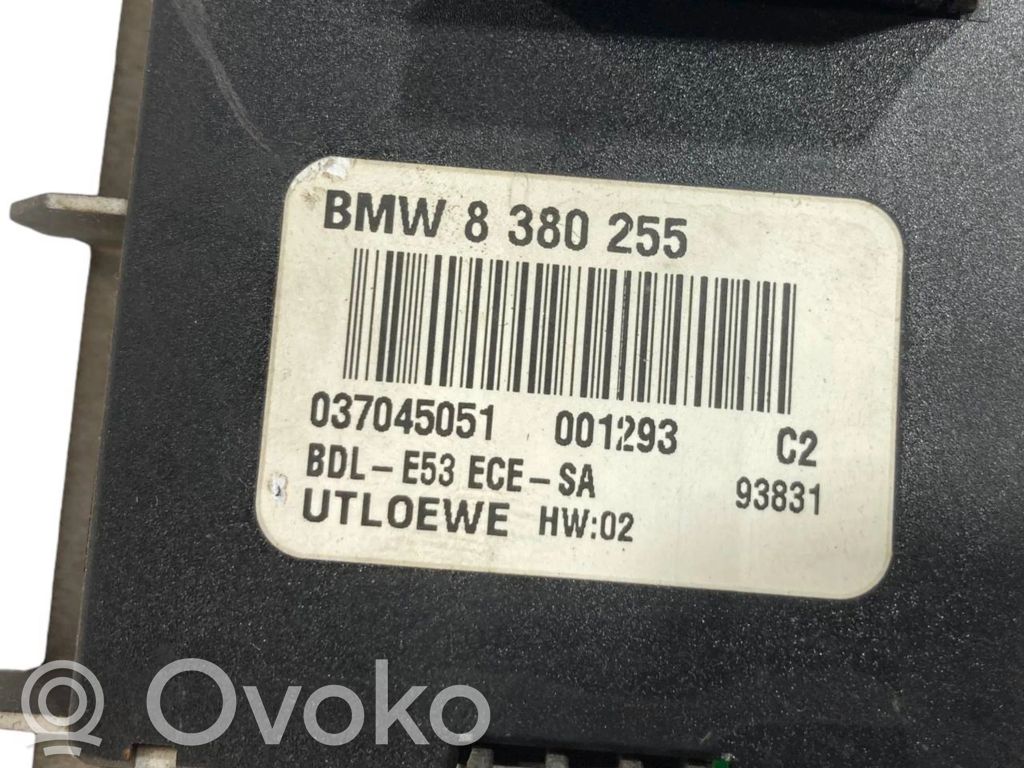 BMW 8 380 255
037045051 001293 C2
BDL-E53 ECE-SA 93831
UTLOEWE HW:02
Ovoko